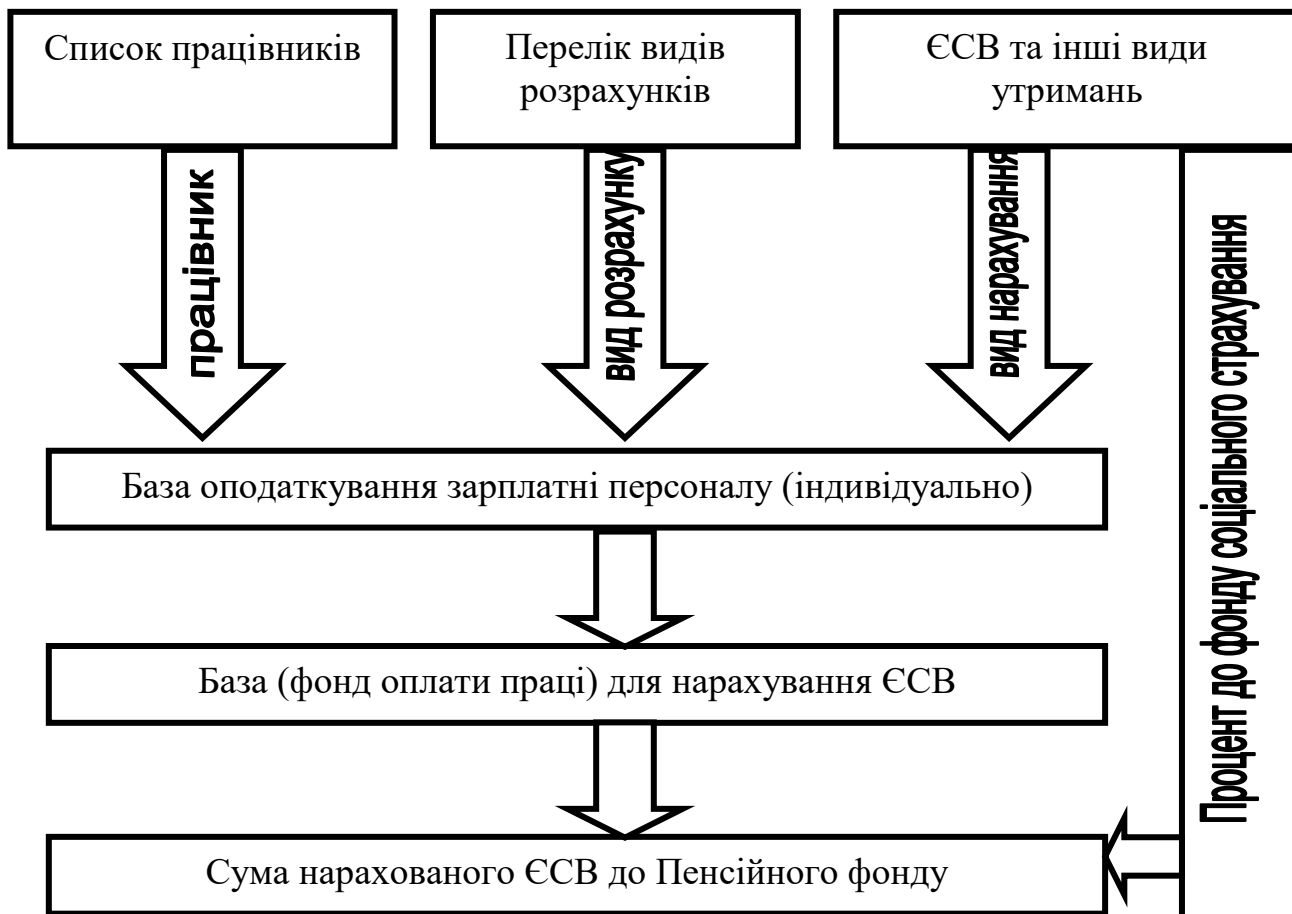 Список працівників
Перелік видів
розрахунків
ЄСВ та інші види
утримань
працівник
вид розрахунку
вид нарахування
Процент до фонду соціального страхування
База оподаткування зарплатні персоналу (індивідуально)
База (фонд оплати праці) для нарахування ЄСВ
Сума нарахованого ЄСВ до Пенсійного фонду